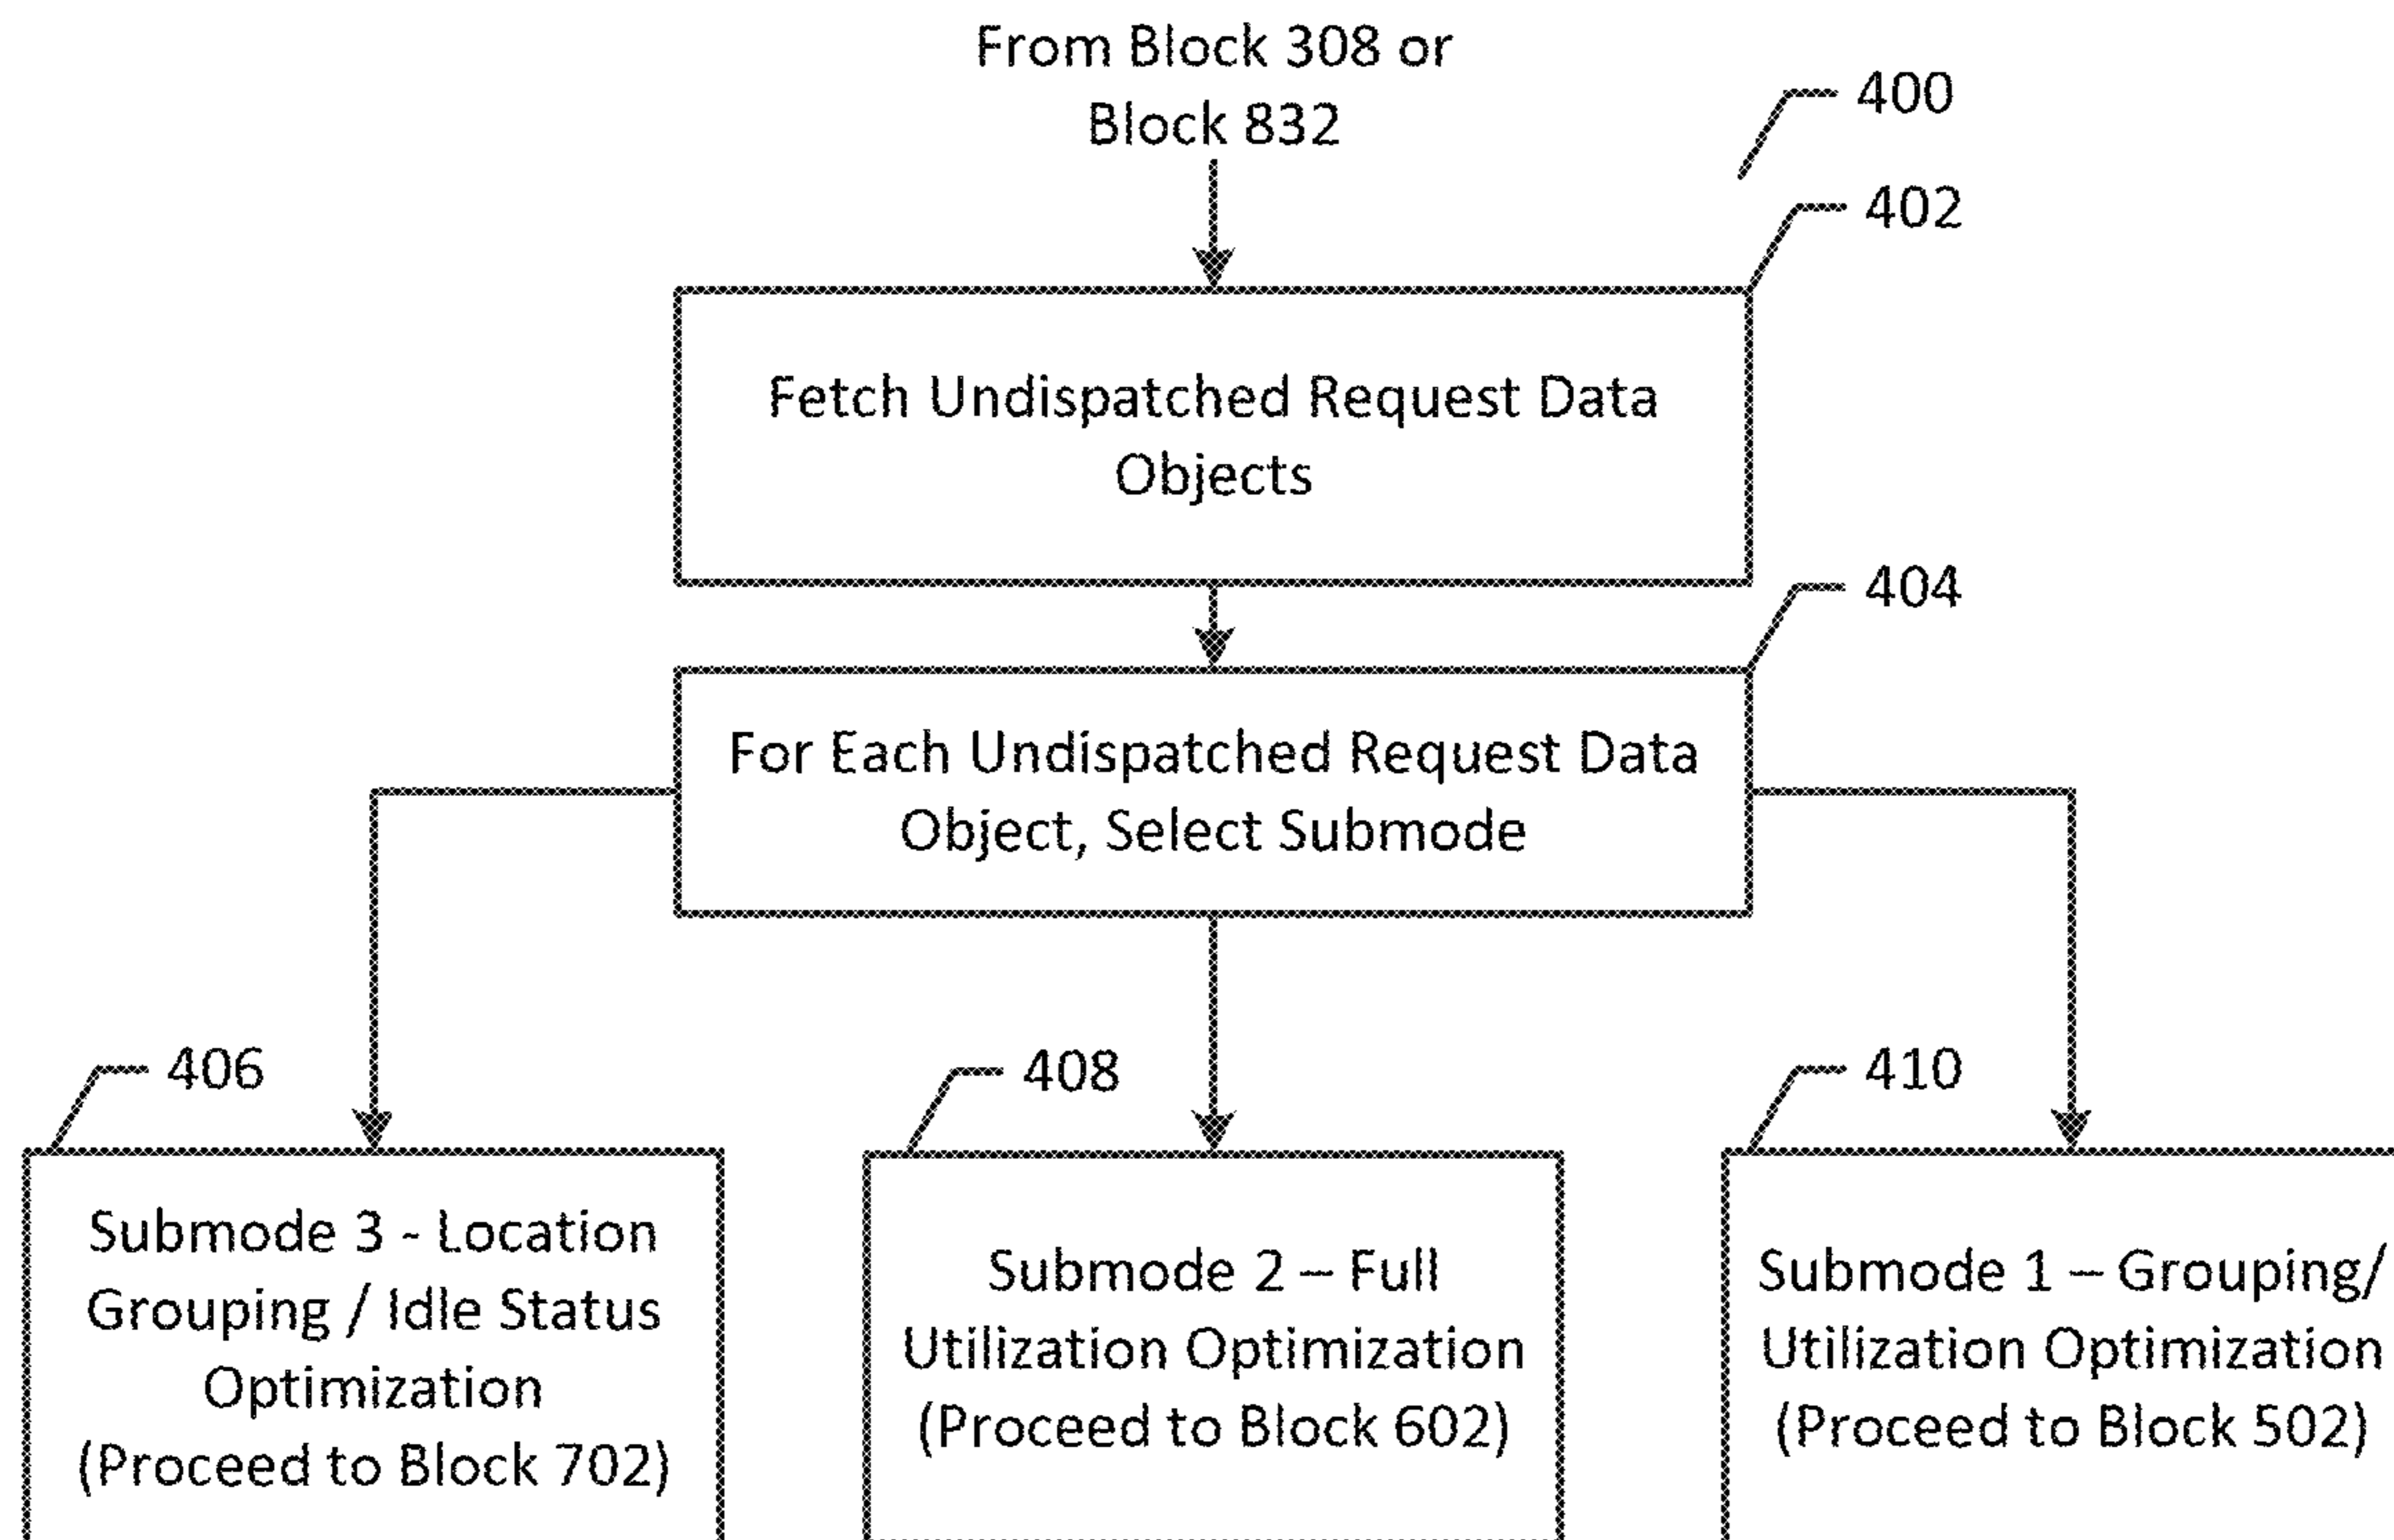 From Block 308 or
Block 832
400
402
Fetch Undispatched Request Data
Objects
404
For Each Undispatched Request Data
Object, Select Submode
406
Submode 3 - Location
Grouping / Idle Status
Optimization
(Proceed to Block 702)
408
Submode 2 – Full
Utilization Optimization
(Proceed to Block 602)
410
Submode 1 – Grouping/
Utilization Optimization
(Proceed to Block 502)